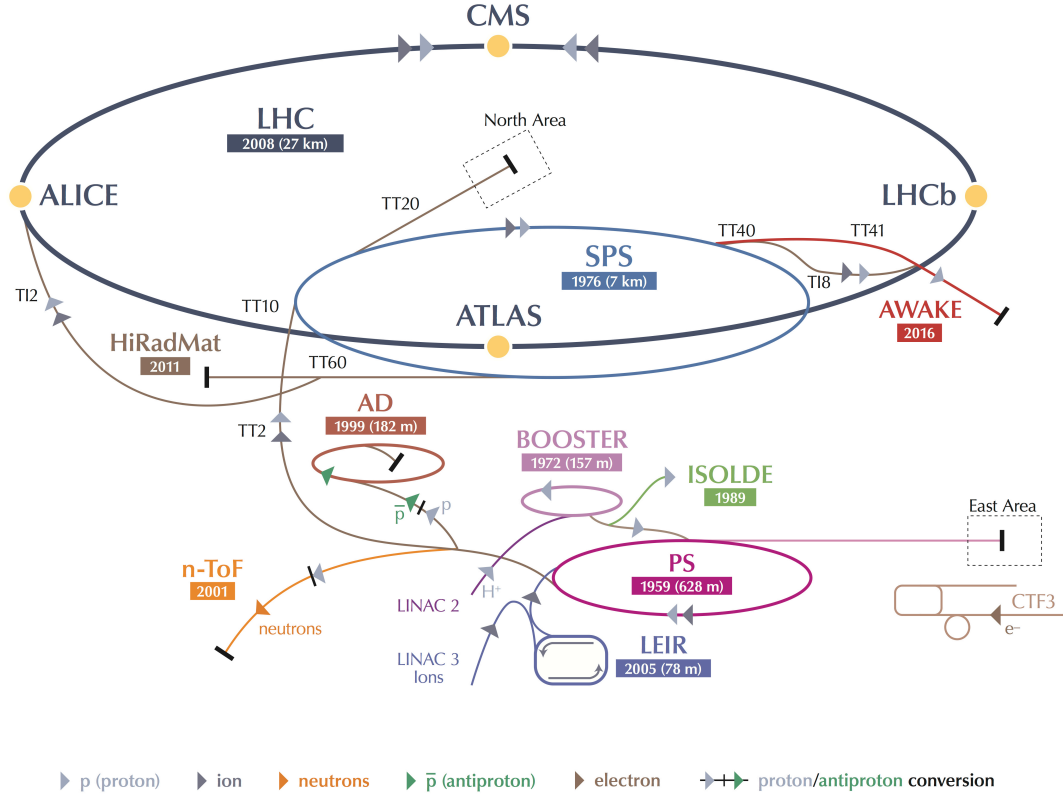 CMS
LHC
2008 (27 km)
North Area
ALICE
LHCb
TT20
TT40
TT41
SPS
1976 (7 km)
TI8
TI2
TT10
ATLAS
AWAKE
2016
HiRadMat
2011
TT60
AD
1999 (182 m)
TT2
BOOSTER
1972 (157 m)
ISOLDE
1989
p̅
p
East Area
n-ToF
2001
PS
1959 (628 m)
H⁺
LINAC 2
CTF3
e–
neutrons
LINAC 3
Ions
LEIR
2005 (78 m)
p (proton)
ion
neutrons
p̅ (antiproton)
electron
proton/antiproton conversion